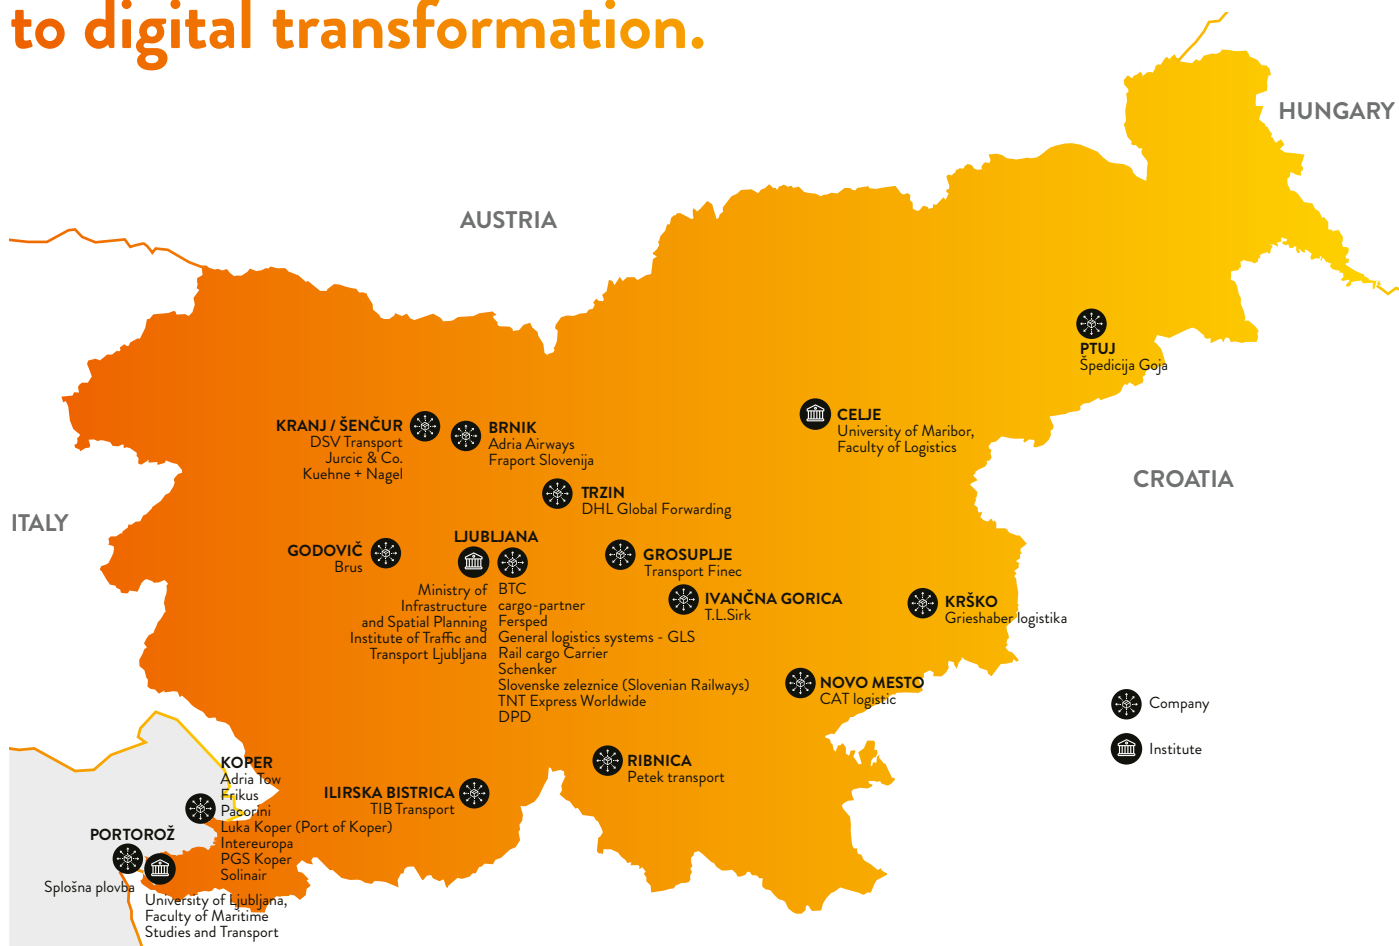 to digital transformation.
HUNGARY
AUSTRIA
PTUJ
Špedicija Goja
KRANJ / ŠENČUR
DSV Transport
Jurcic & Co.
Kuehne + Nagel
BRNIK
Adria Airways
Fraport Slovenija
CELJE
University of Maribor,
Faculty of Logistics
CROATIA
TRZIN
DHL Global Forwarding
ITALY
GODOVIČ
Brus
LJUBLJANA
Ministry of
Infrastructure
and Spatial Planning
Institute of Traffic and
Transport Ljubljana
BTC
cargo-partner
Fersped
General logistics systems - GLS
Rail cargo Carrier
Schenker
Slovenske zeleznice (Slovenian Railways)
TNT Express Worldwide
DPD
GROSUPLJE
Transport Finec
IVANČNA GORICA
T.L.Sirk
KRŠKO
Grieshaber logistika
NOVO MESTO
CAT logistic
Company
Institute
RIBNICA
Petek transport
KOPER
Adria Tow
Frikus
Pacorini
Luka Koper (Port of Koper)
Intereuropa
PGS Koper
Solinair
ILIRSKA BISTRICA
TIB Transport
PORTOROŽ
Splošna plovba
University of Ljubljana,
Faculty of Maritime
Studies and Transport